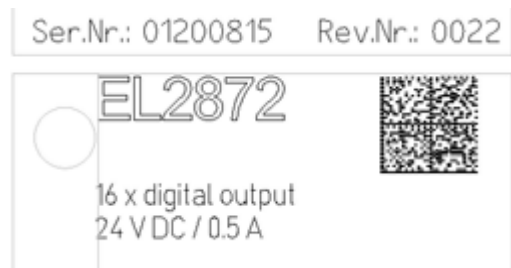 Ser.Nr.: 01200815 Rev.Nr.: 0022
EL2872
16 x digital output
24 V DC / 0.5 A